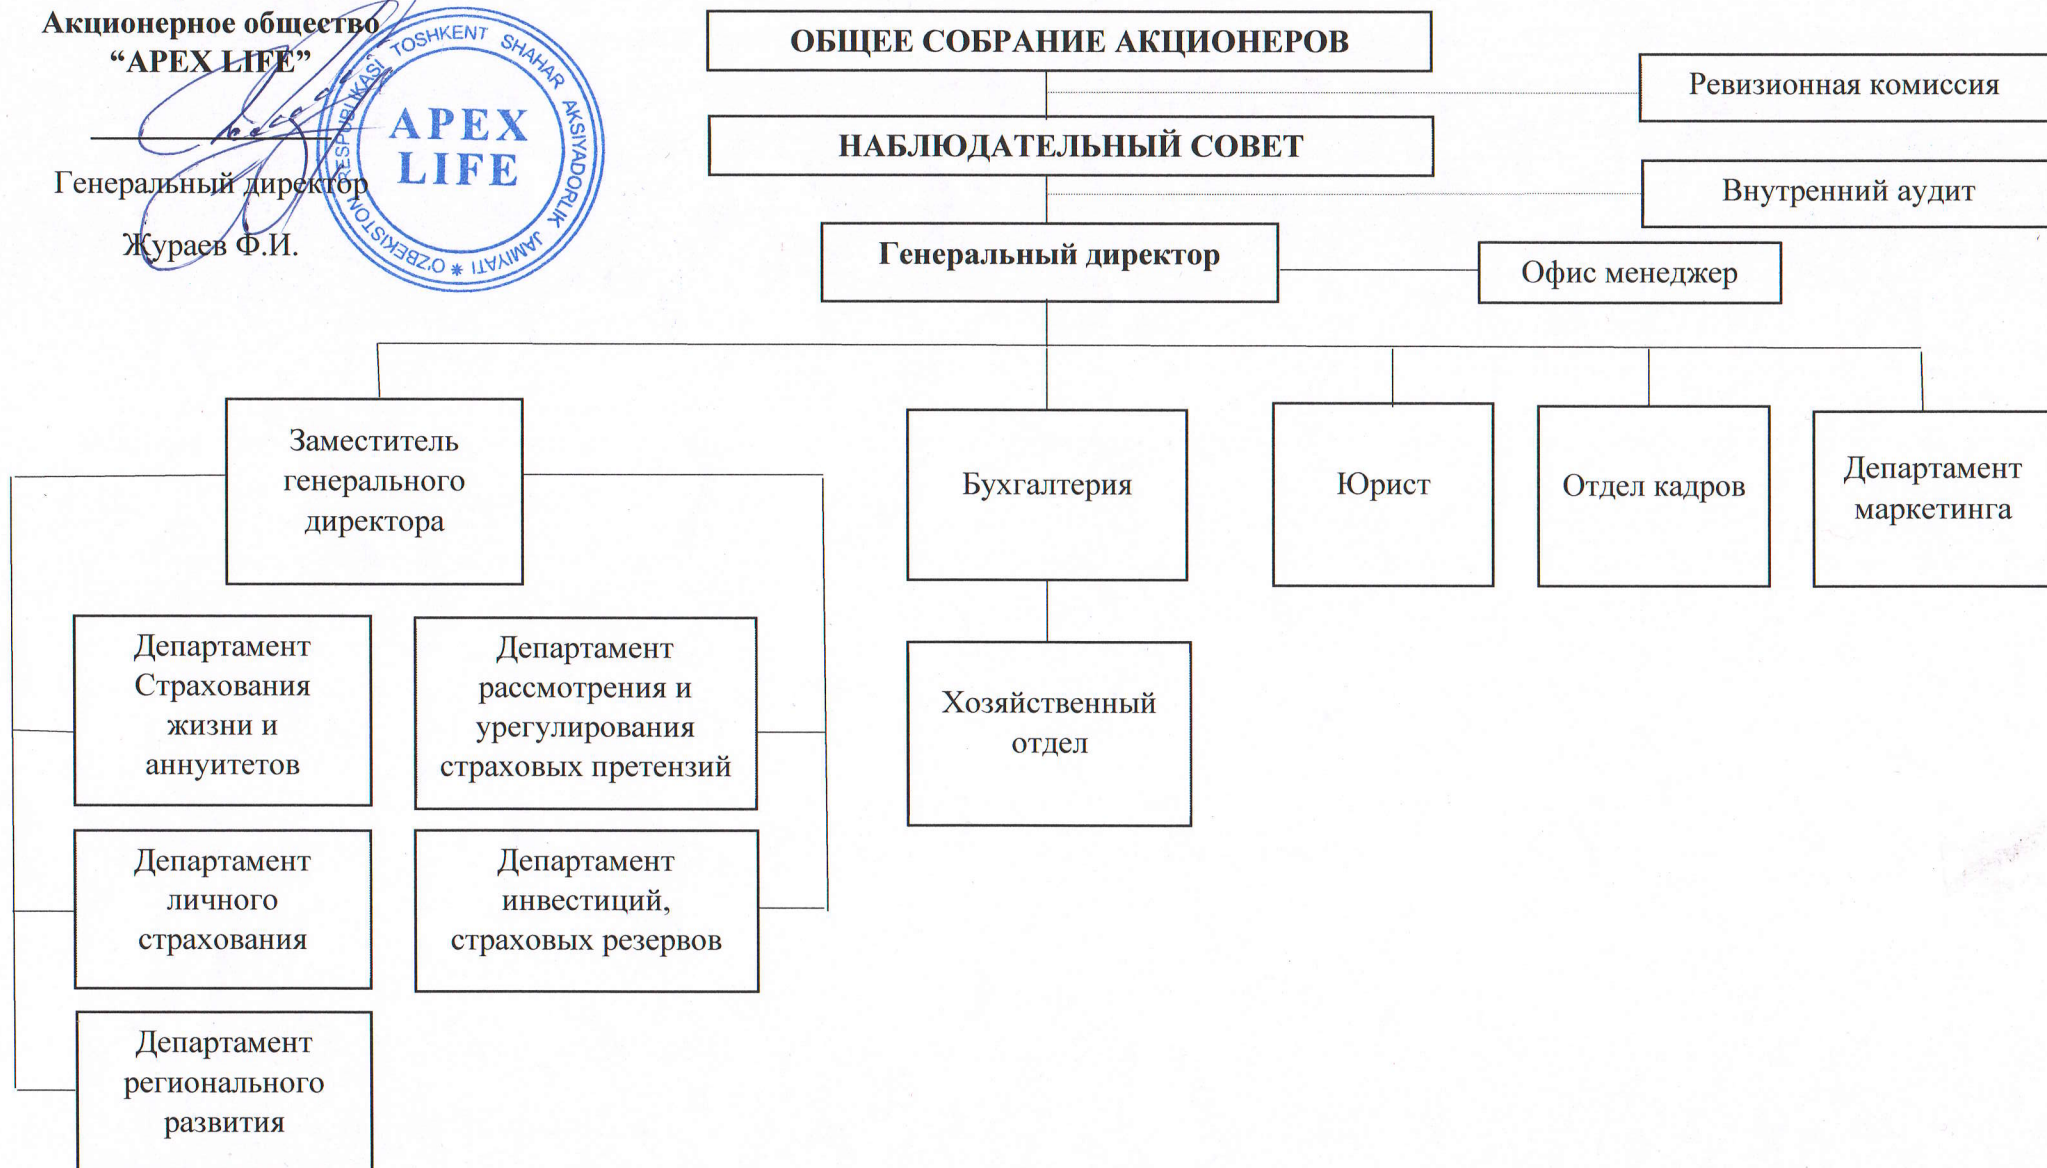 Акционерное общество
“APEX LIFE”
Генеральный директор
Жураев Ф.И.
O'ZBEKISTON RESPUBLIKASI TOSHKENT SHAHAR AKSIYADORLIK JAMIYATI *
APEX
LIFE
ОБЩЕЕ СОБРАНИЕ АКЦИОНЕРОВ
Ревизионная комиссия
НАБЛЮДАТЕЛЬНЫЙ СОВЕТ
Внутренний аудит
Генеральный директор
Офис менеджер
Заместитель
генерального
директора
Бухгалтерия
Юрист
Отдел кадров
Департамент
маркетинга
Департамент
Страхования
жизни и
аннуитетов
Департамент
рассмотрения и
урегулирования
страховых претензий
Хозяйственный
отдел
Департамент
личного
страхования
Департамент
инвестиций,
страховых резервов
Департамент
регионального
развития